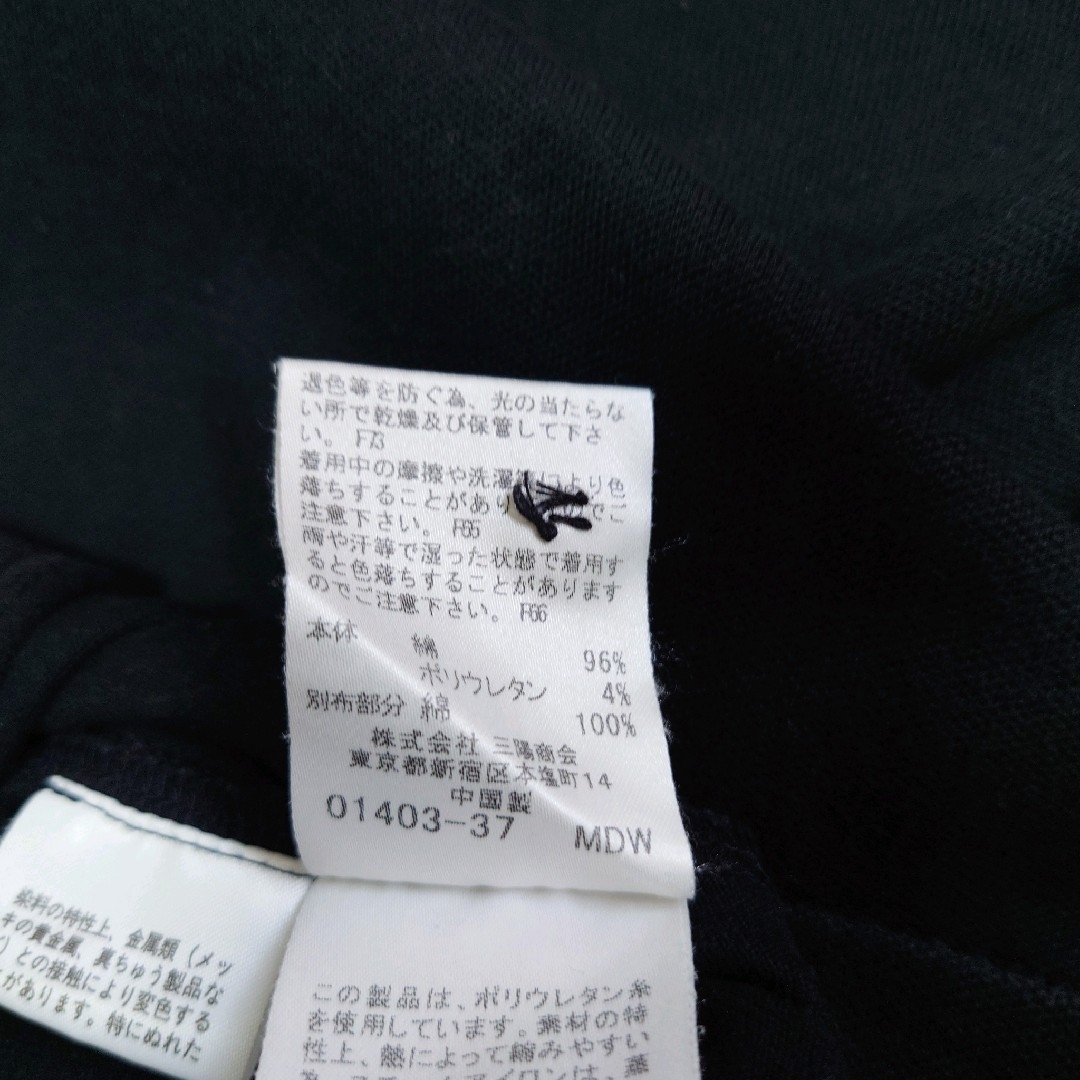 退色等を防ぐ為、光の当たらな
い所で乾燥及び保管して下さ
い。 F73
着用中の摩擦や洗濯等により色
落ちすることがあり でご
注意下さい。 F65
雨や汗等で湿った状態で着用す
ると色落ちすることがあります
のでご注意下さい。 F66
本体 綿 96%
ポリウレタン 4%
別布部分 綿 100%
株式会社 三陽商会
東京都新宿区本塩町14
中国製
01403-37 MDW
染料の特性上、金属類(メッ
キの貴金属、真ちゅう製品な
)との接触により変色する
があります。特にぬれた
この製品は、ポリウレタン糸
を使用しています。素材の特
性上、熱によって縮みやすい